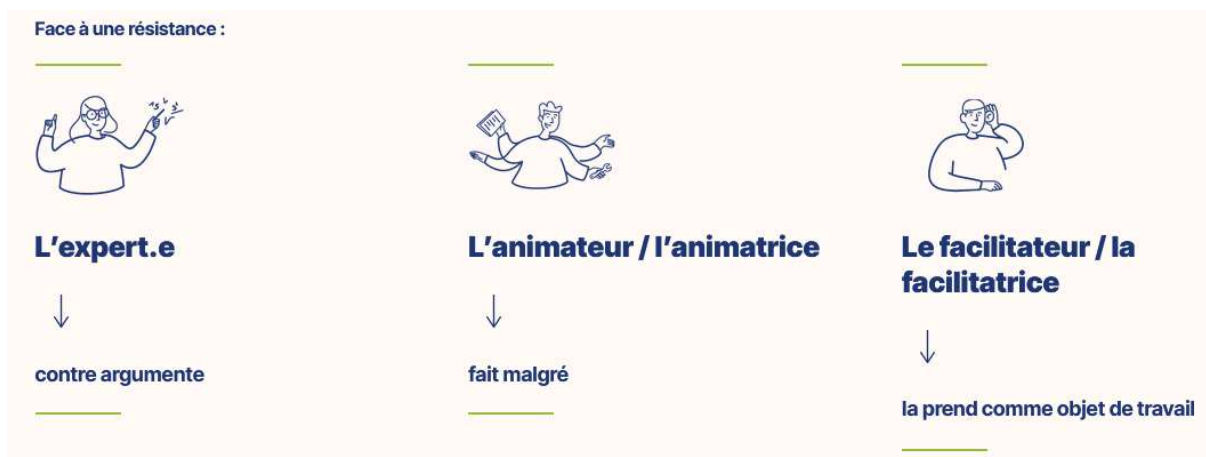 Face à une résistance :
L'expert.e
contre argumente
L'animateur / l'animatrice
fait malgré
Le facilitateur / la
facilitatrice
la prend comme objet de travail